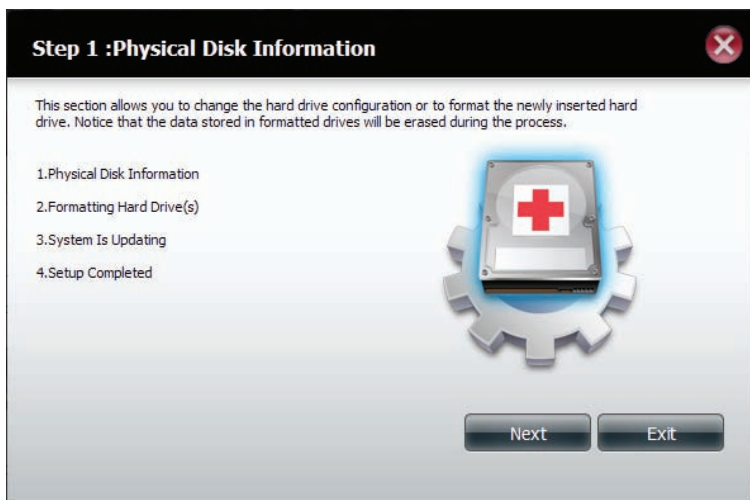 Step 1 :Physical Disk Information
This section allows you to change the hard drive configuration or to format the newly inserted hard
drive. Notice that the data stored in formatted drives will be erased during the process.
1.Physical Disk Information
2.Formatting Hard Drive(s)
3.System Is Updating
4.Setup Completed
Next
Exit